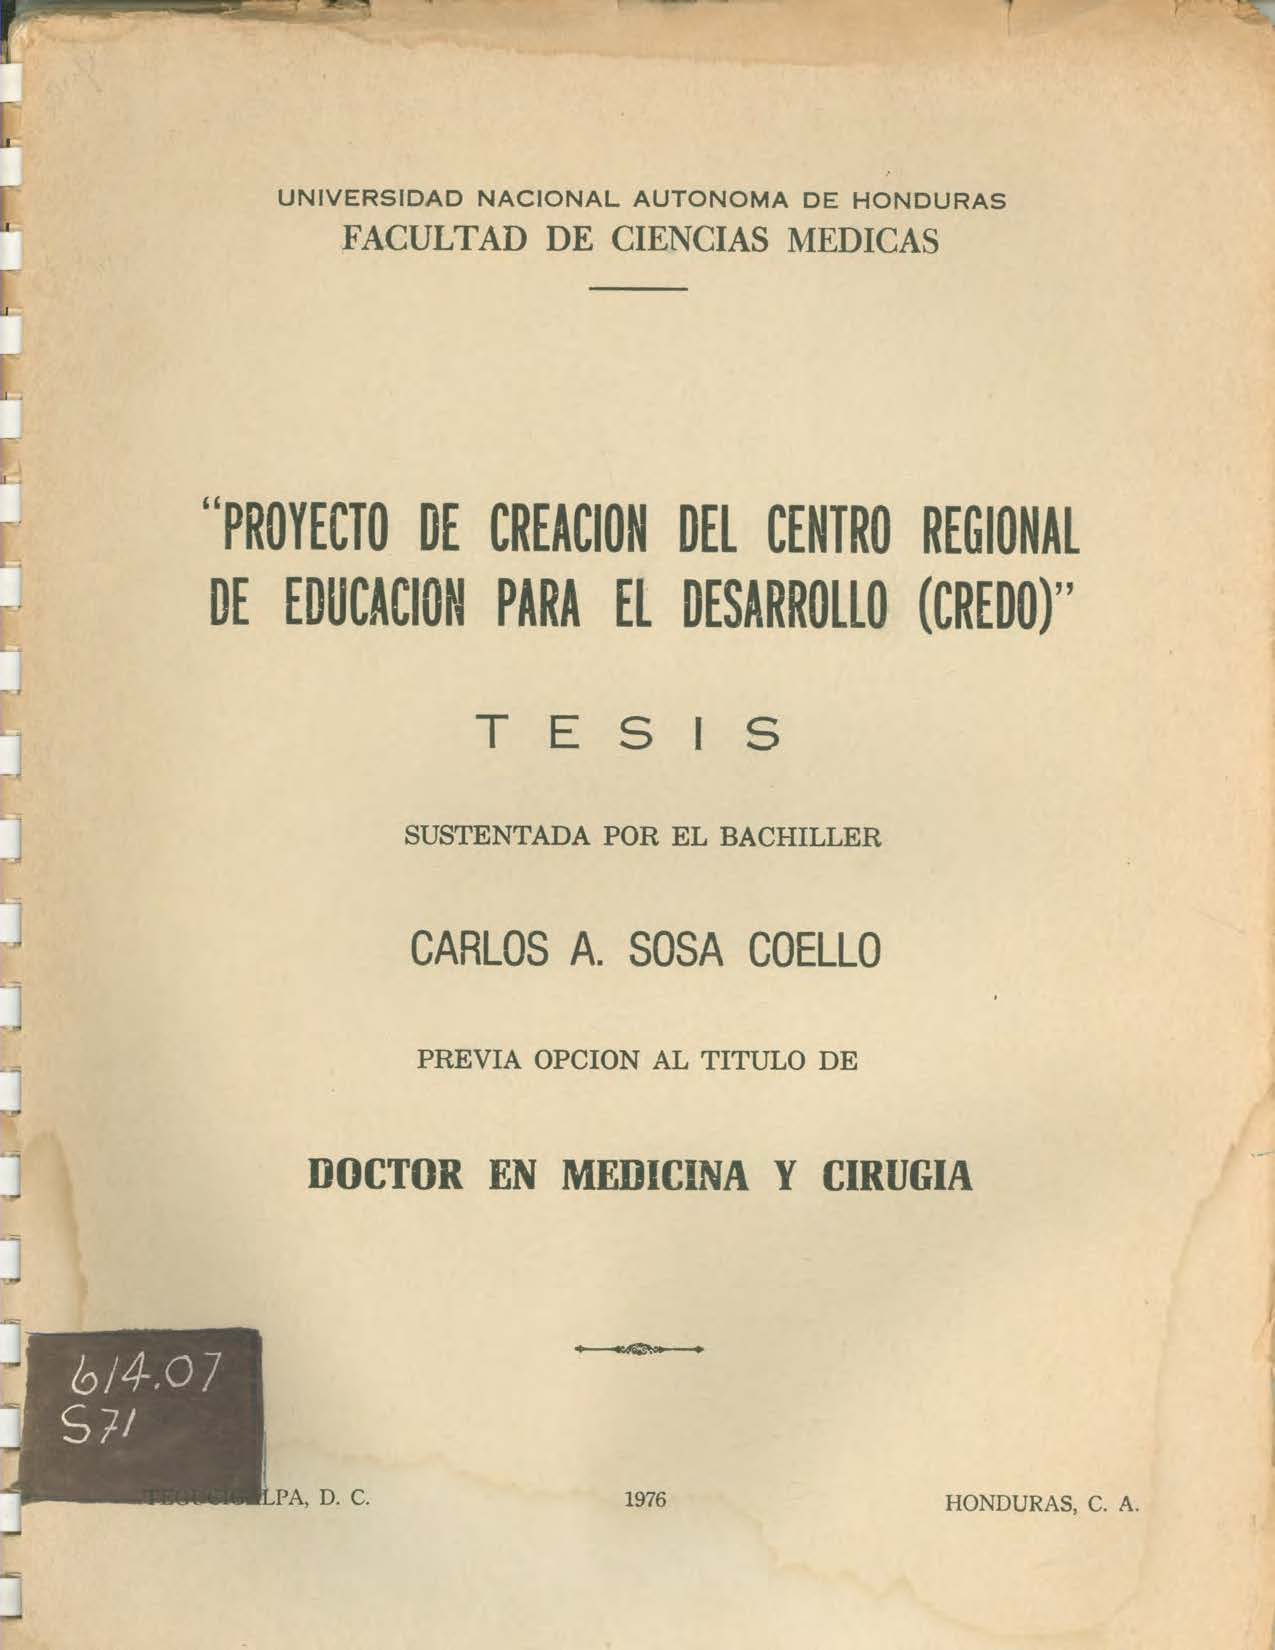 UNIVERSIDAD NACIONAL AUTONOMA DE HONDURAS
FACULTAD DE CIENCIAS MEDICAS
"PROYECTO DE CREACION DEL CENTRO REGIONAL
DE EDUCACION PARA EL DESARROLLO (CREDO)"
TESIS
SUSTENTADA POR EL BACHILLER
CARLOS A. SOSA COELLO
PREVIA OPCION AL TITULO DE
DOCTOR EN MEDICINA Y CIRUGIA
614.07
S71
TEGUCIGALPA, D. C. 1976 HONDURAS, C. A.